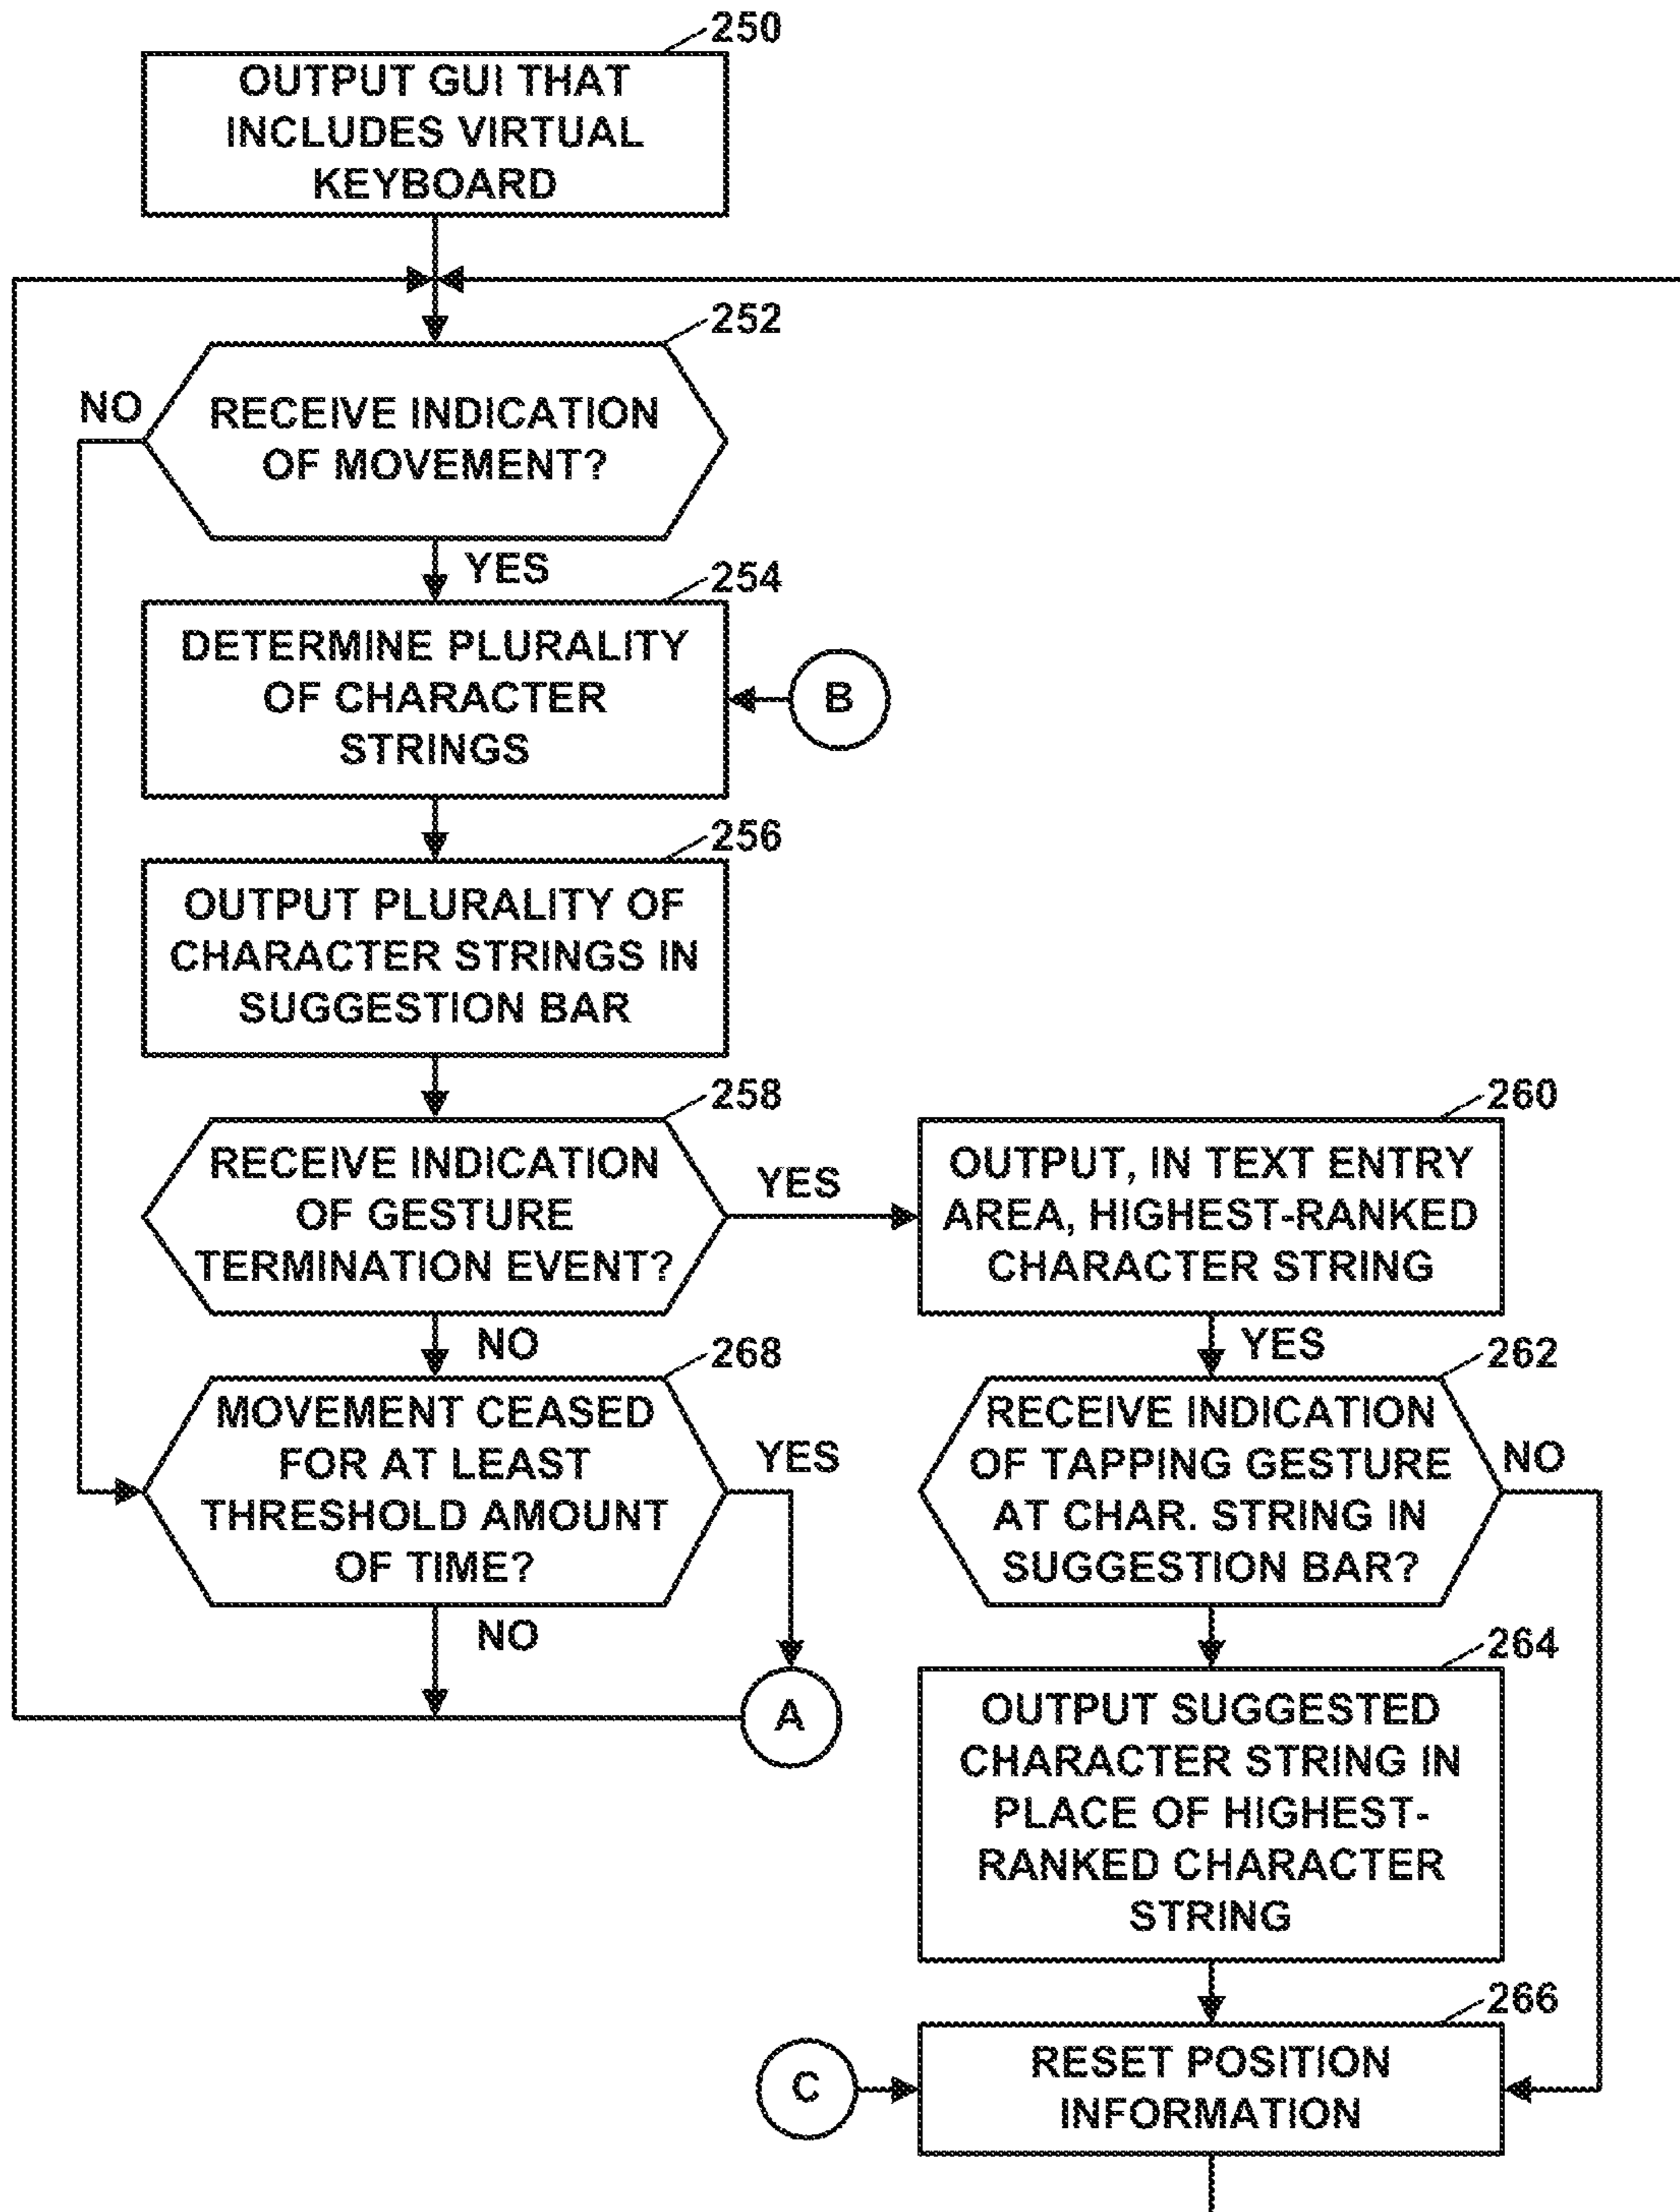 250
OUTPUT GUI THAT
INCLUDES VIRTUAL
KEYBOARD
252
NO
RECEIVE INDICATION
OF MOVEMENT?
YES
254
DETERMINE PLURALITY
OF CHARACTER
STRINGS
B
256
OUTPUT PLURALITY OF
CHARACTER STRINGS IN
SUGGESTION BAR
258
RECEIVE INDICATION
OF GESTURE
TERMINATION EVENT?
YES
260
OUTPUT, IN TEXT ENTRY
AREA, HIGHEST-RANKED
CHARACTER STRING
NO
268
MOVEMENT CEASED
FOR AT LEAST
THRESHOLD AMOUNT
OF TIME?
YES
NO
A
YES
262
RECEIVE INDICATION
OF TAPPING GESTURE
AT CHAR. STRING IN
SUGGESTION BAR?
NO
264
OUTPUT SUGGESTED
CHARACTER STRING IN
PLACE OF HIGHEST-
RANKED CHARACTER
STRING
266
C
RESET POSITION
INFORMATION